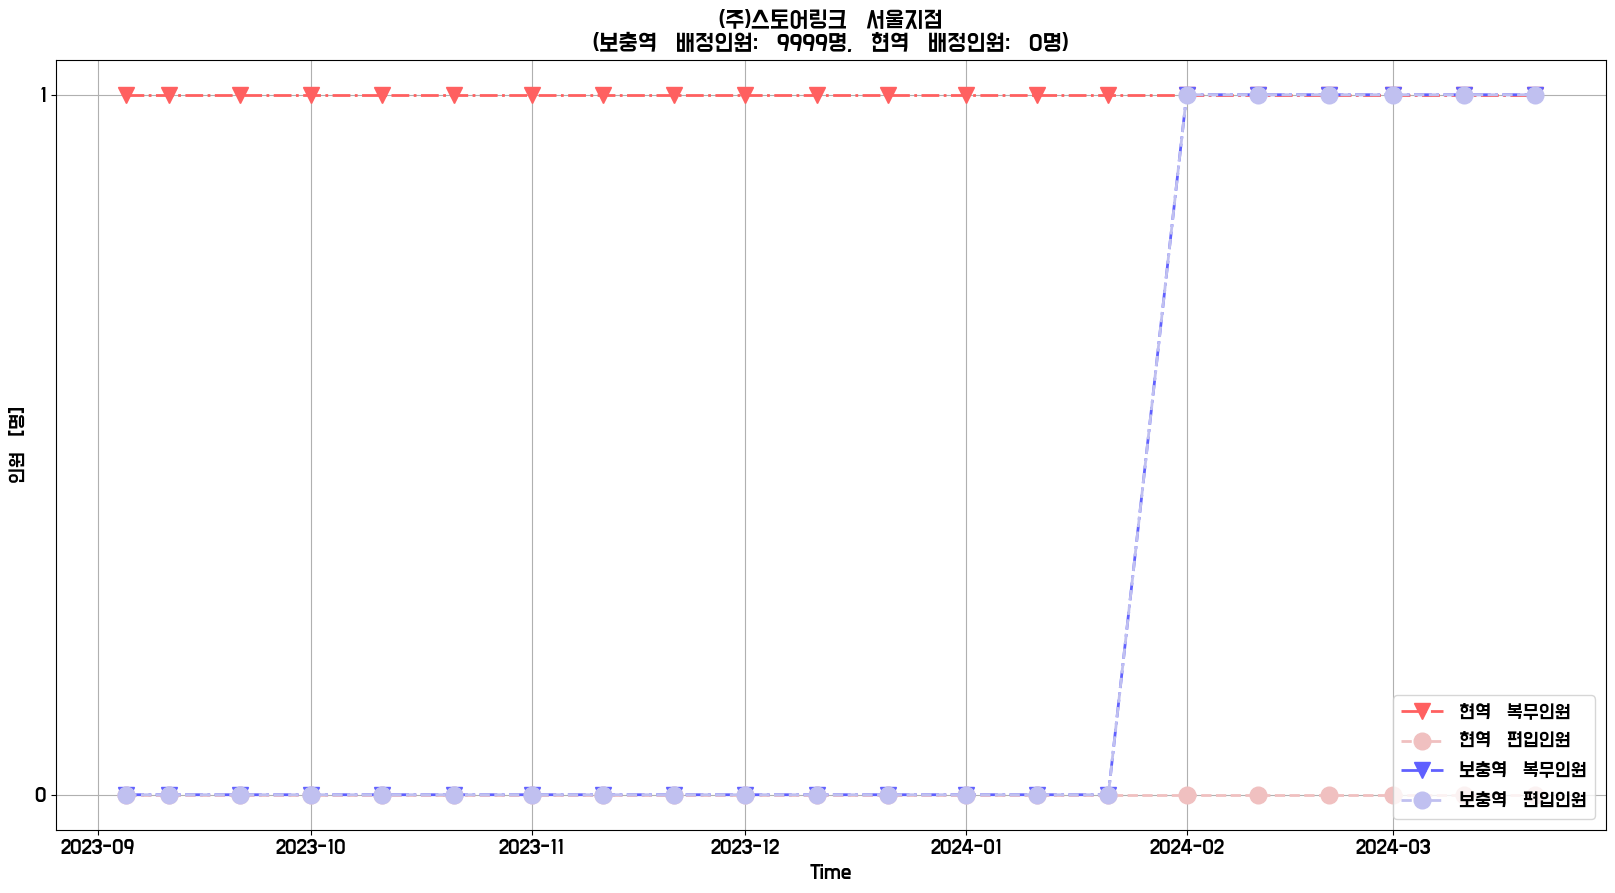 (주)스토어링크 서울지점
(보충역 배정인원: 9999명, 현역 배정인원: 0명)
1
인원 [명]
0
2023-09 2023-10 2023-11 2023-12 2024-01 2024-02 2024-03
Time
현역 복무인원
현역 편입인원
보충역 복무인원
보충역 편입인원